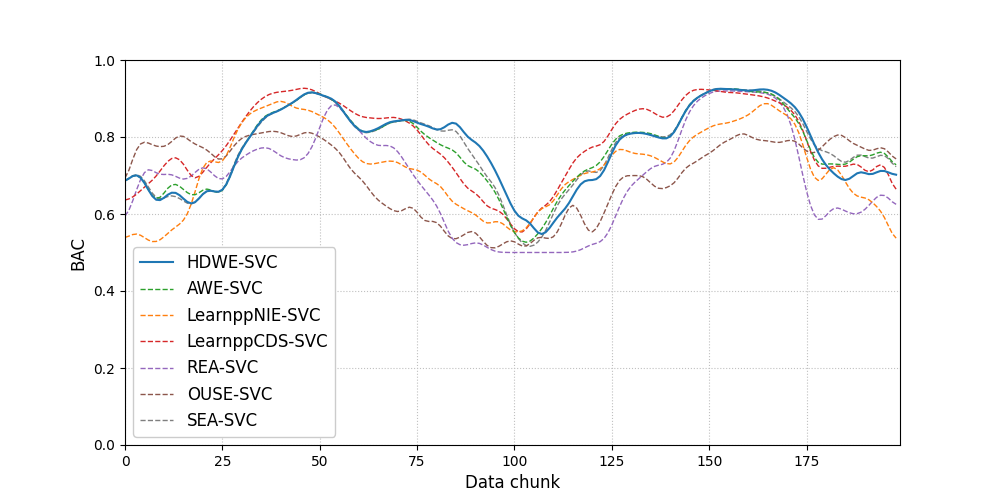 1.0
0.8
0.6
0.4
0.2
0.0
BAC
HDWE-SVC
AWE-SVC
LearnppNIE-SVC
LearnppCDS-SVC
REA-SVC
OUSE-SVC
SEA-SVC
0 25 50 75 100 125 150 175
Data chunk